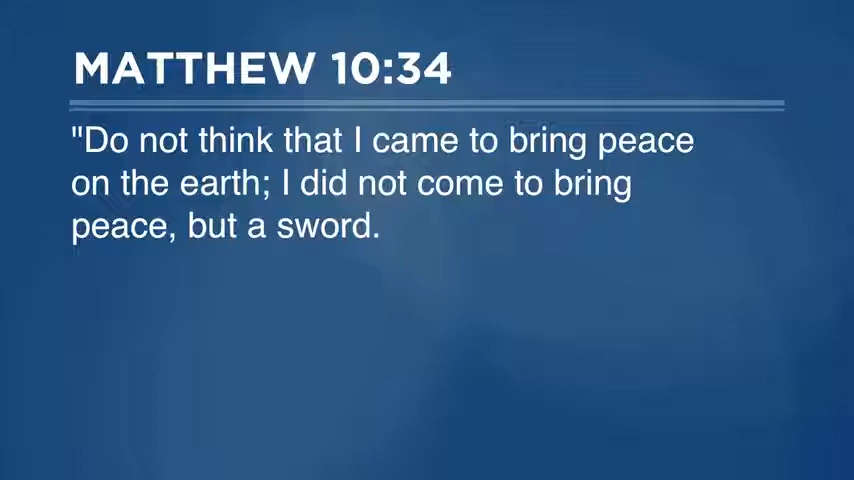 MATTHEW 10:34
"Do not think that I came to bring peace
on the earth; I did not come to bring
peace, but a sword.